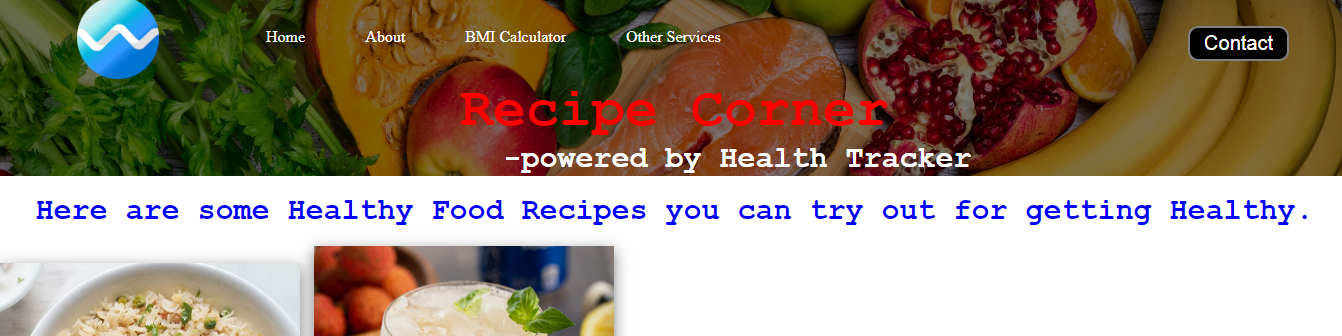 Home About BMI Calculator Other Services Contact
Recipe Corner
-powered by Health Tracker
Here are some Healthy Food Recipes you can try out for getting Healthy.